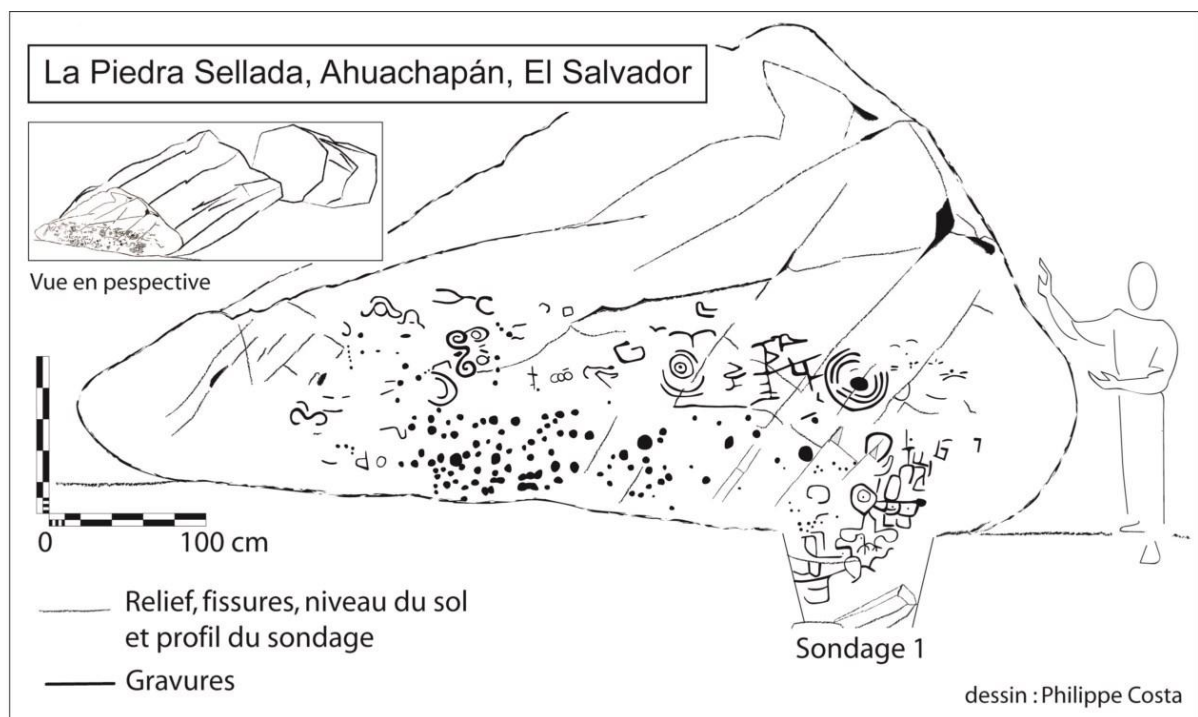 La Piedra Sellada, Ahuachapán, El Salvador
Vue en pespective
0 100 cm
Relief, fissures, niveau du sol
et profil du sondage
Gravures
Sondage 1
dessin : Philippe Costa